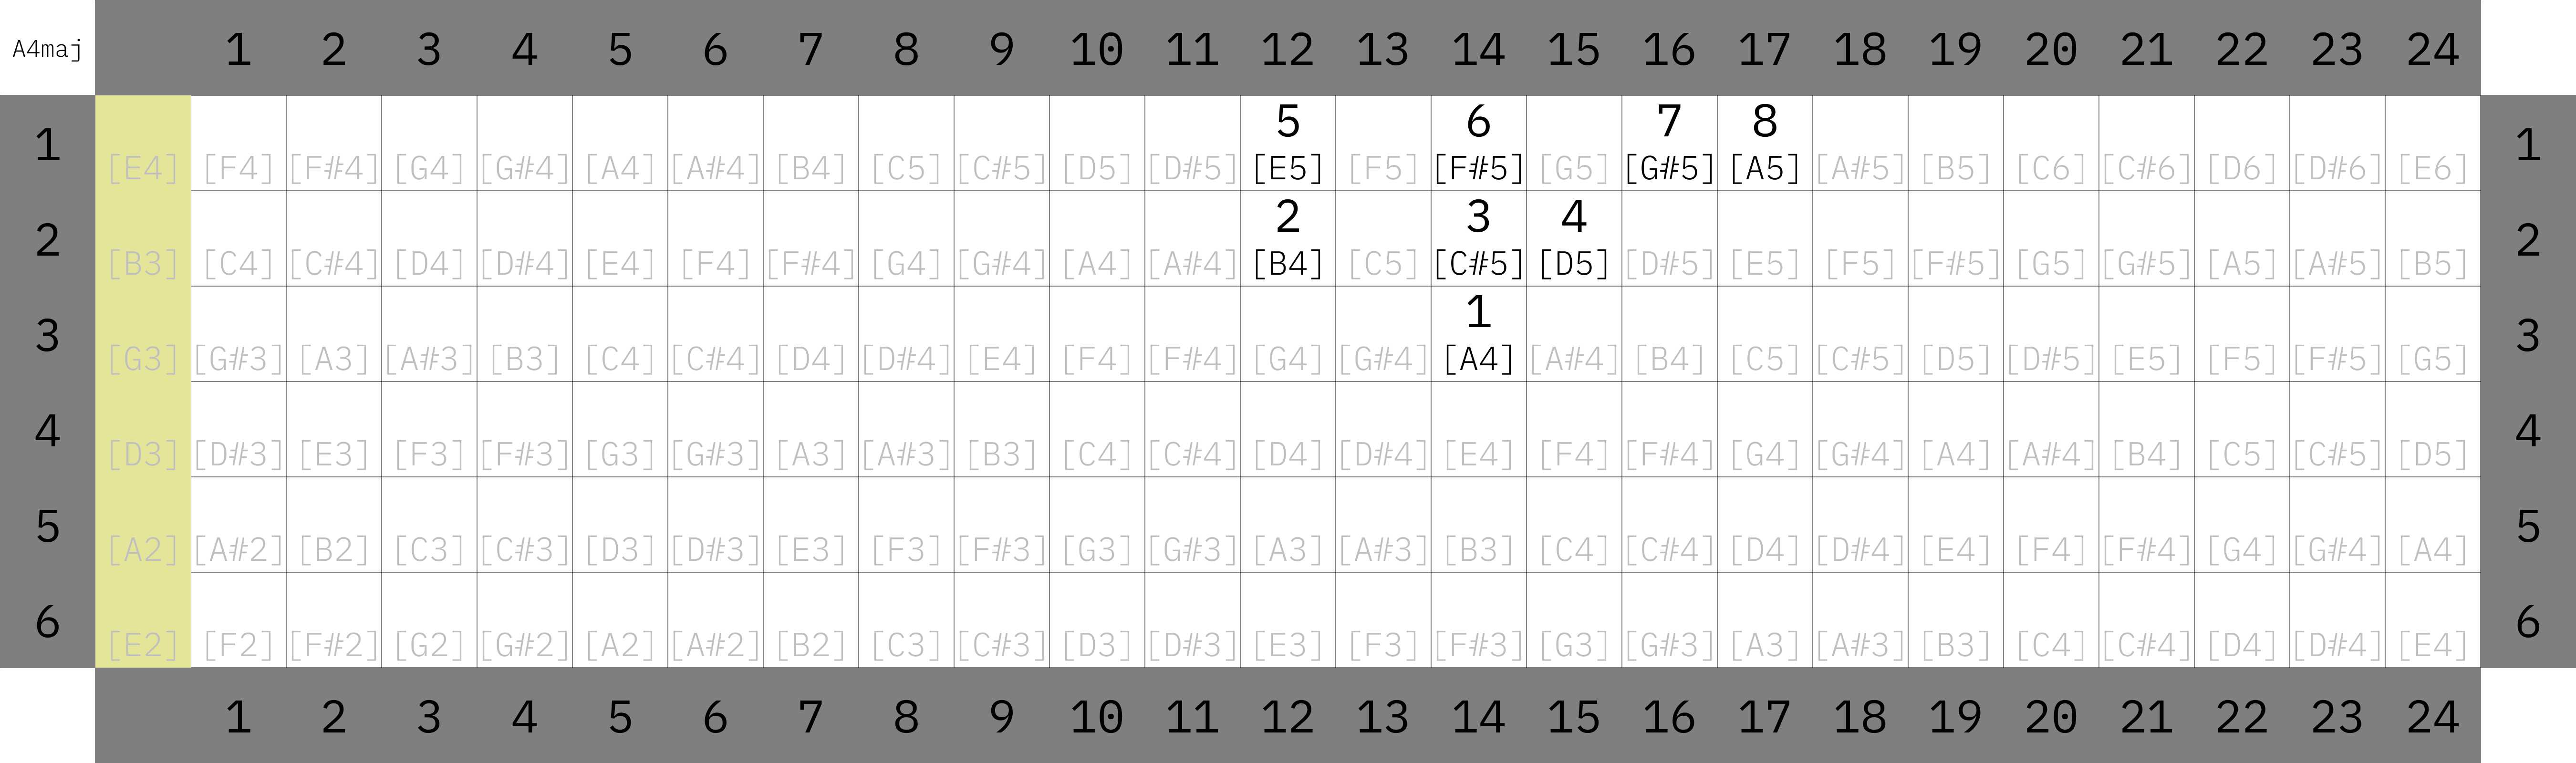 A4maj 1 2 3 4 5 6 7 8 9 10 11 12 13 14 15 16 17 18 19 20 21 22 23 24
5 6 7 8
1 [E4] [F4] [F#4] [G4] [G#4] [A4] [A#4] [B4] [C5] [C#5] [D5] [D#5] [E5] [F5] [F#5] [G5] [G#5] [A5] [A#5] [B5] [C6] [C#6] [D6] [D#6] [E6] 1
2 3 4
2 [B3] [C4] [C#4] [D4] [D#4] [E4] [F4] [F#4] [G4] [G#4] [A4] [A#4] [B4] [C5] [C#5] [D5] [D#5] [E5] [F5] [F#5] [G5] [G#5] [A5] [A#5] [B5] 2
1
3 [G3] [G#3] [A3] [A#3] [B3] [C4] [C#4] [D4] [D#4] [E4] [F4] [F#4] [G4] [G#4] [A4] [A#4] [B4] [C5] [C#5] [D5] [D#5] [E5] [F5] [F#5] [G5] 3
4 [D3] [D#3] [E3] [F3] [F#3] [G3] [G#3] [A3] [A#3] [B3] [C4] [C#4] [D4] [D#4] [E4] [F4] [F#4] [G4] [G#4] [A4] [A#4] [B4] [C5] [C#5] [D5] 4
5 [A2] [A#2] [B2] [C3] [C#3] [D3] [D#3] [E3] [F3] [F#3] [G3] [G#3] [A3] [A#3] [B3] [C4] [C#4] [D4] [D#4] [E4] [F4] [F#4] [G4] [G#4] [A4] 5
6 [E2] [F2] [F#2] [G2] [G#2] [A2] [A#2] [B2] [C3] [C#3] [D3] [D#3] [E3] [F3] [F#3] [G3] [G#3] [A3] [A#3] [B3] [C4] [C#4] [D4] [D#4] [E4] 6
1 2 3 4 5 6 7 8 9 10 11 12 13 14 15 16 17 18 19 20 21 22 23 24